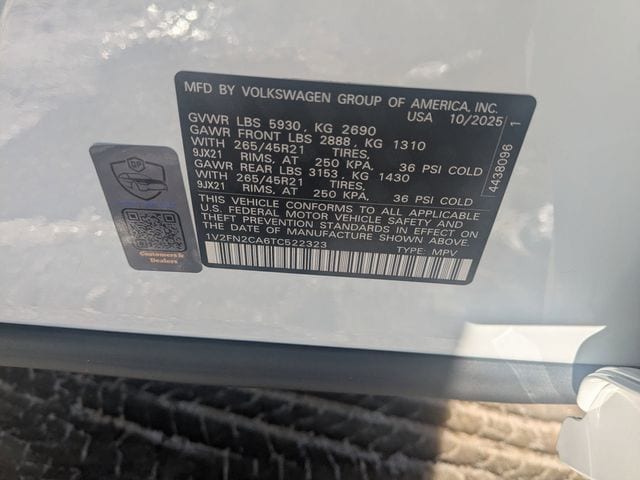 MFD BY VOLKSWAGEN GROUP OF AMERICA, INC.
USA 10/2025
GVWR LBS 5930, KG 2690
GAWR FRONT LBS 2888, KG 1310
WITH 265/45R21 TIRES,
9JX21 RIMS, AT 250 KPA, 36 PSI COLD
GAWR REAR LBS 3153, KG 1430
WITH 265/45R21 TIRES,
9JX21 RIMS, AT 250 KPA, 36 PSI COLD
THIS VEHICLE CONFORMS TO ALL APPLICABLE
U.S. FEDERAL MOTOR VEHICLE SAFETY AND
THEFT PREVENTION STANDARDS IN EFFECT ON
THE DATE OF MANUFACTURE SHOWN ABOVE.
1V2FN2CA6TC522323 TYPE: MPV
4438096 1
GP
Customers &
Dealers